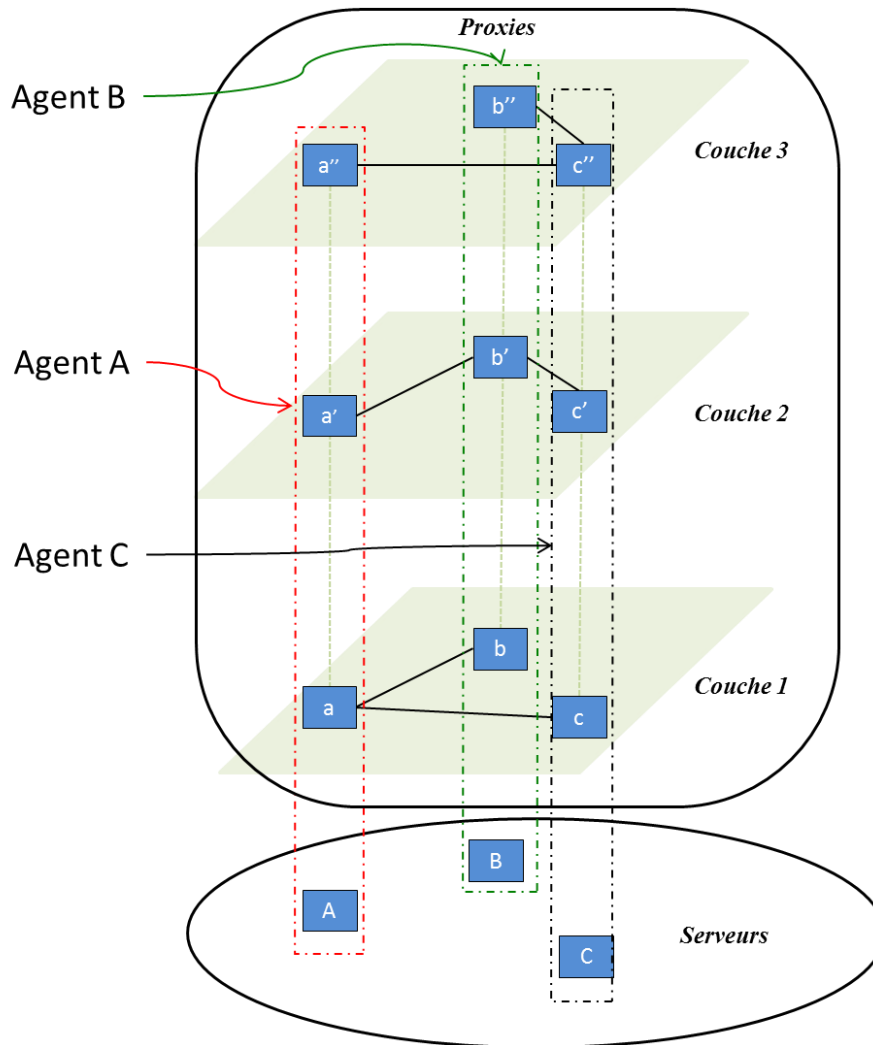 Proxies
Agent B
b’’
a’’
c’’
Couche 3
Agent A
b’
a’
c’
Couche 2
Agent C
b
a
c
Couche 1
B
A
Serveurs
C